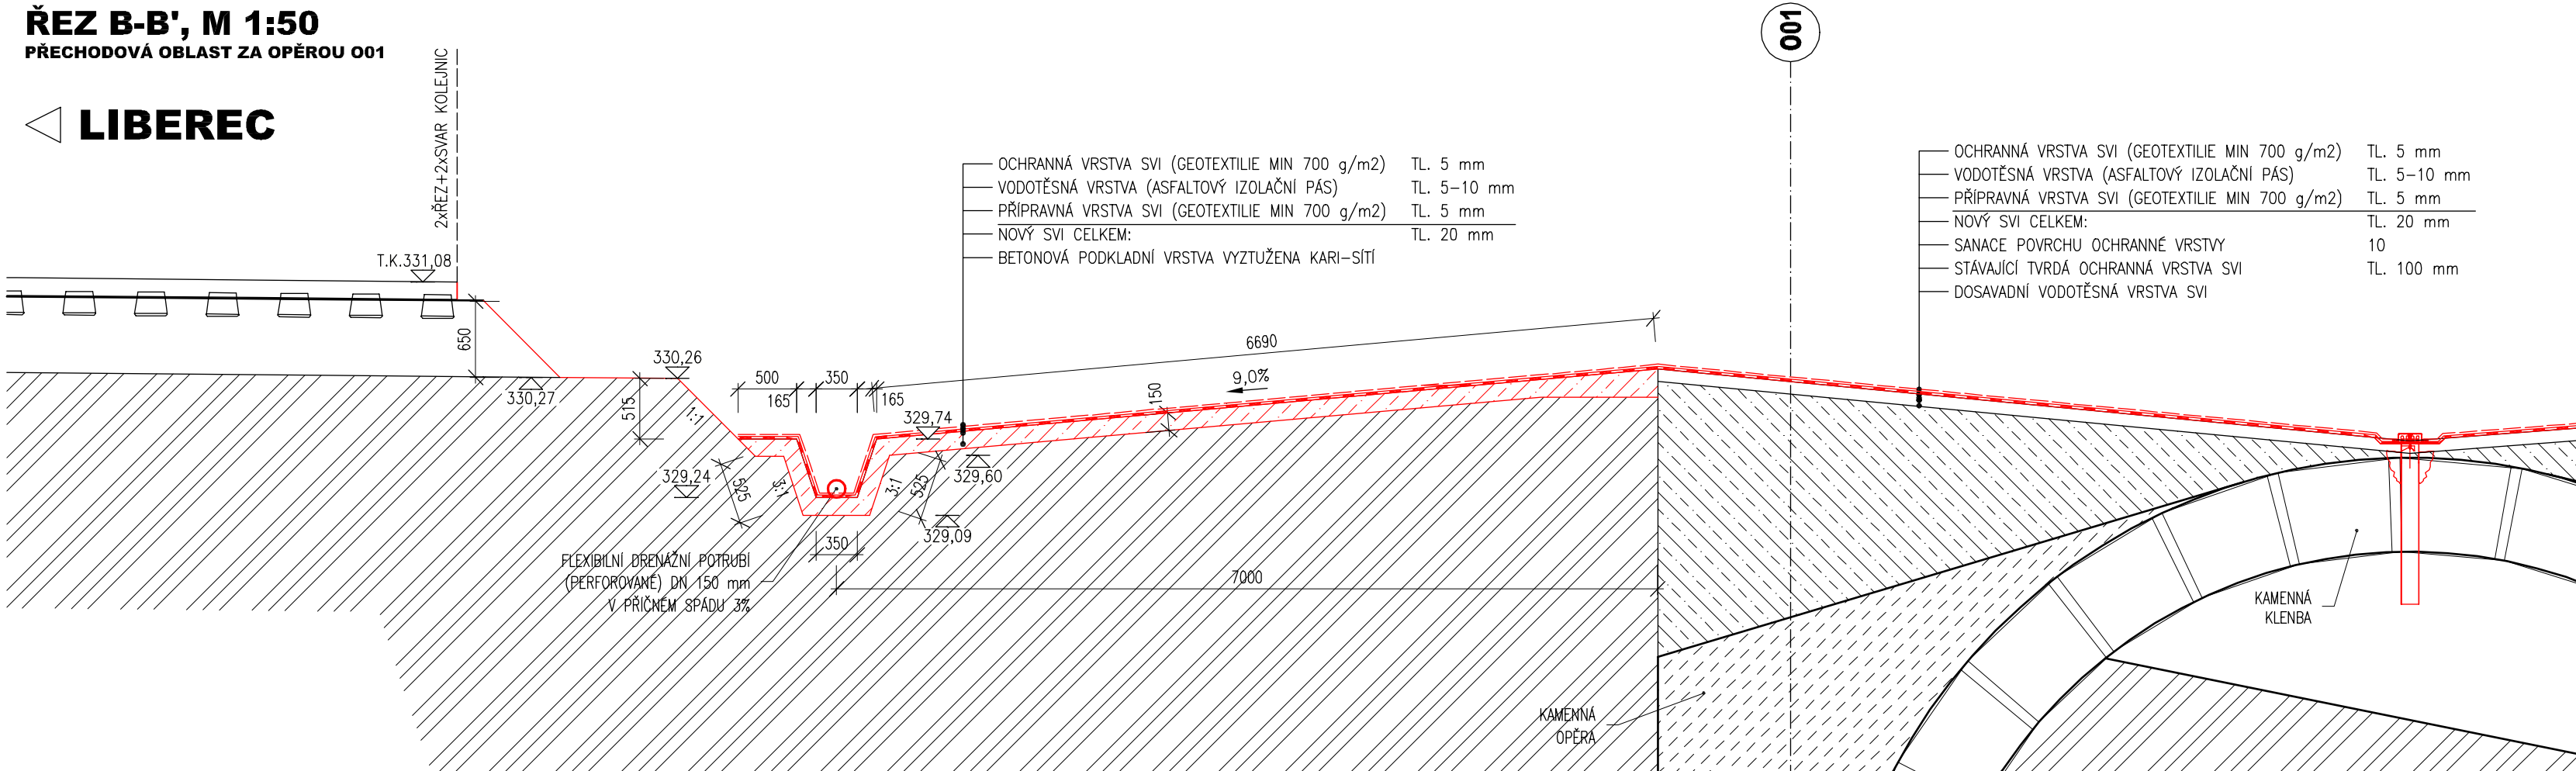 ŘEZ B-B', M 1:50
PŘECHODOVÁ OBLAST ZA OPĚROU O01
LIBEREC
2xŘEZ+2xSVAR KOLEJNIC
T.K.331,08
650
330,27
330,26
515
1:1
500
350
165
165
329,74
329,24
525
3:1
3:1
525
329,60
329,09
350
FLEXIBILNÍ DRENÁŽNÍ POTRUBÍ
(PERFOROVANÉ) DN 150 mm
V PŘÍČNÉM SPÁDU 3%
7000
6690
9,0%
150
OCHRANNÁ VRSTVA SVI (GEOTEXTILIE MIN 700 g/m2) TL. 5 mm
VODOTĚSNÁ VRSTVA (ASFALTOVÝ IZOLAČNÍ PÁS) TL. 5-10 mm
PŘÍPRAVNÁ VRSTVA SVI (GEOTEXTILIE MIN 700 g/m2) TL. 5 mm
NOVÝ SVI CELKEM: TL. 20 mm
BETONOVÁ PODKLADNÍ VRSTVA VYZTUŽENA KARI-SÍTÍ
001
OCHRANNÁ VRSTVA SVI (GEOTEXTILIE MIN 700 g/m2) TL. 5 mm
VODOTĚSNÁ VRSTVA (ASFALTOVÝ IZOLAČNÍ PÁS) TL. 5-10 mm
PŘÍPRAVNÁ VRSTVA SVI (GEOTEXTILIE MIN 700 g/m2) TL. 5 mm
NOVÝ SVI CELKEM: TL. 20 mm
SANACE POVRCHU OCHRANNÉ VRSTVY 10
STÁVAJÍCÍ TVRDÁ OCHRANNÁ VRSTVA SVI TL. 100 mm
DOSAVADNÍ VODOTĚSNÁ VRSTVA SVI
KAMENNÁ
KLENBA
KAMENNÁ
OPĚRA